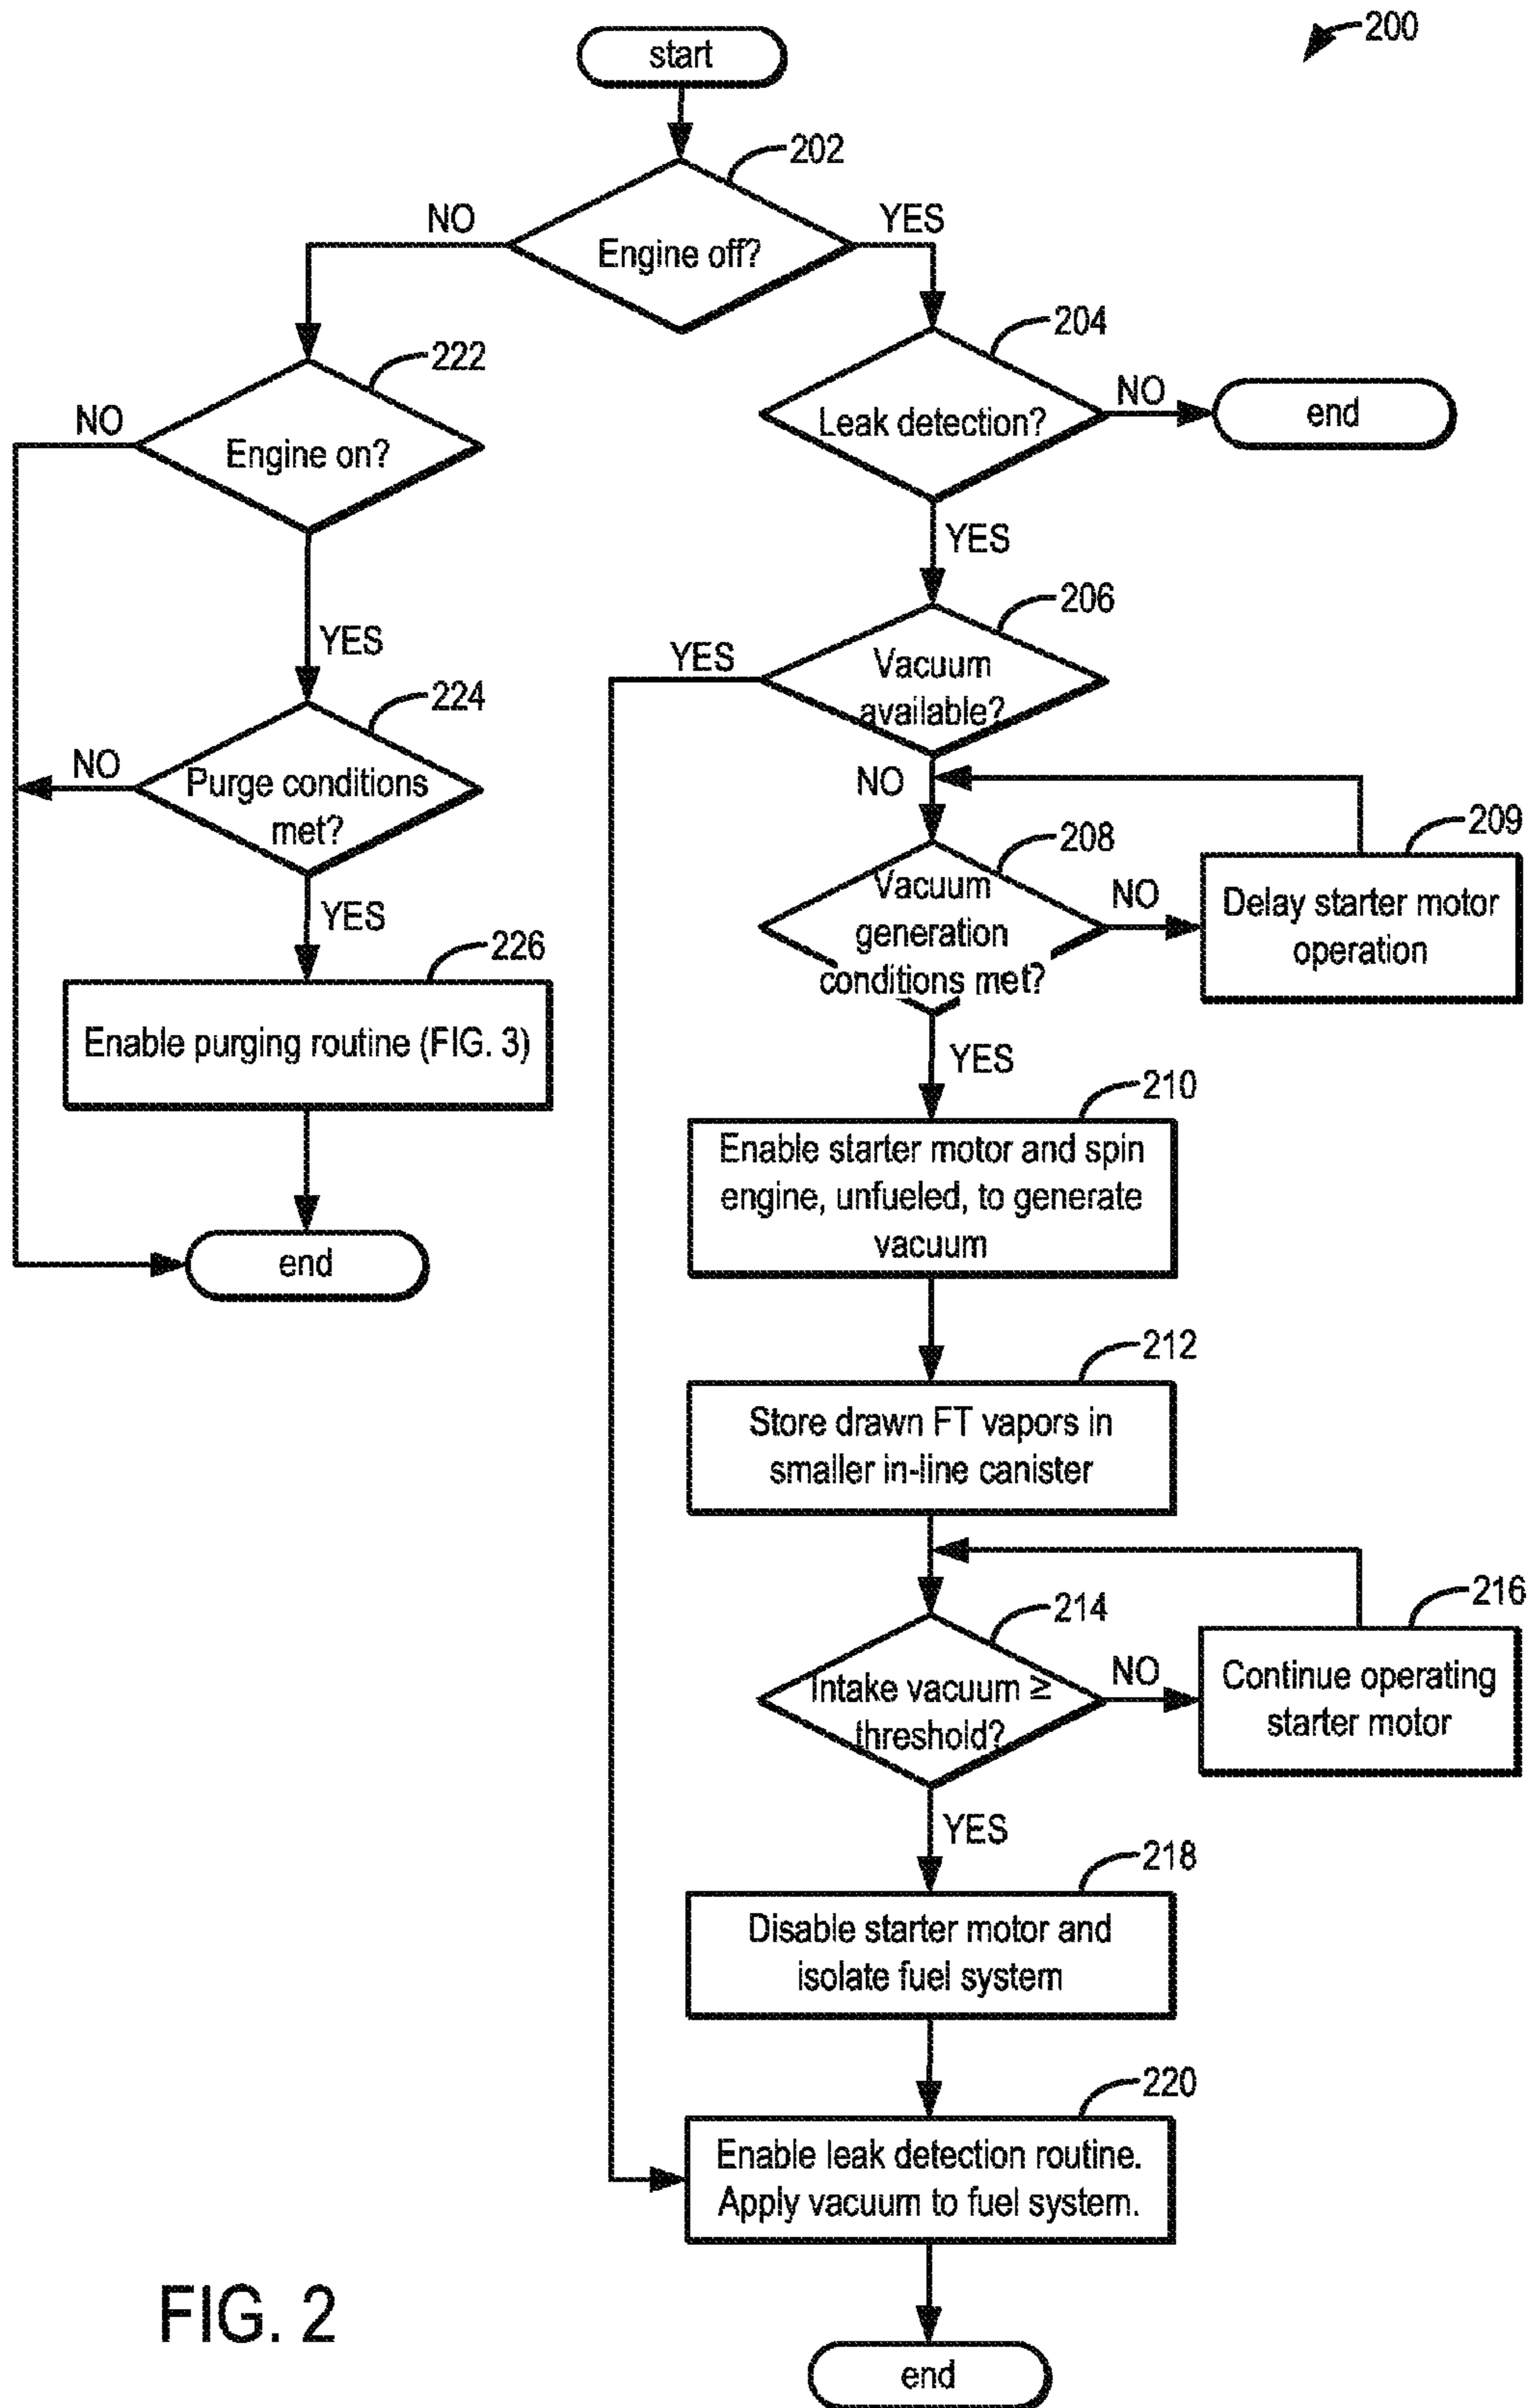 200
start
202
NO
YES
Engine off?
204
222
NO
Leak detection?
NO
end
Engine on?
YES
206
YES
YES
Vacuum
available?
224
NO
Purge conditions
met?
NO
209
208
Vacuum
generation
conditions met?
NO
Delay starter motor
operation
YES
226
Enable purging routine (FIG. 3)
YES
210
Enable starter motor and spin
engine, unfueled, to generate
vacuum
end
212
Store drawn FT vapors in
smaller in-line canister
214
216
Intake vacuum ≥
threshold?
NO
Continue operating
starter motor
YES
218
Disable starter motor and
isolate fuel system
220
Enable leak detection routine.
Apply vacuum to fuel system.
FIG. 2
end